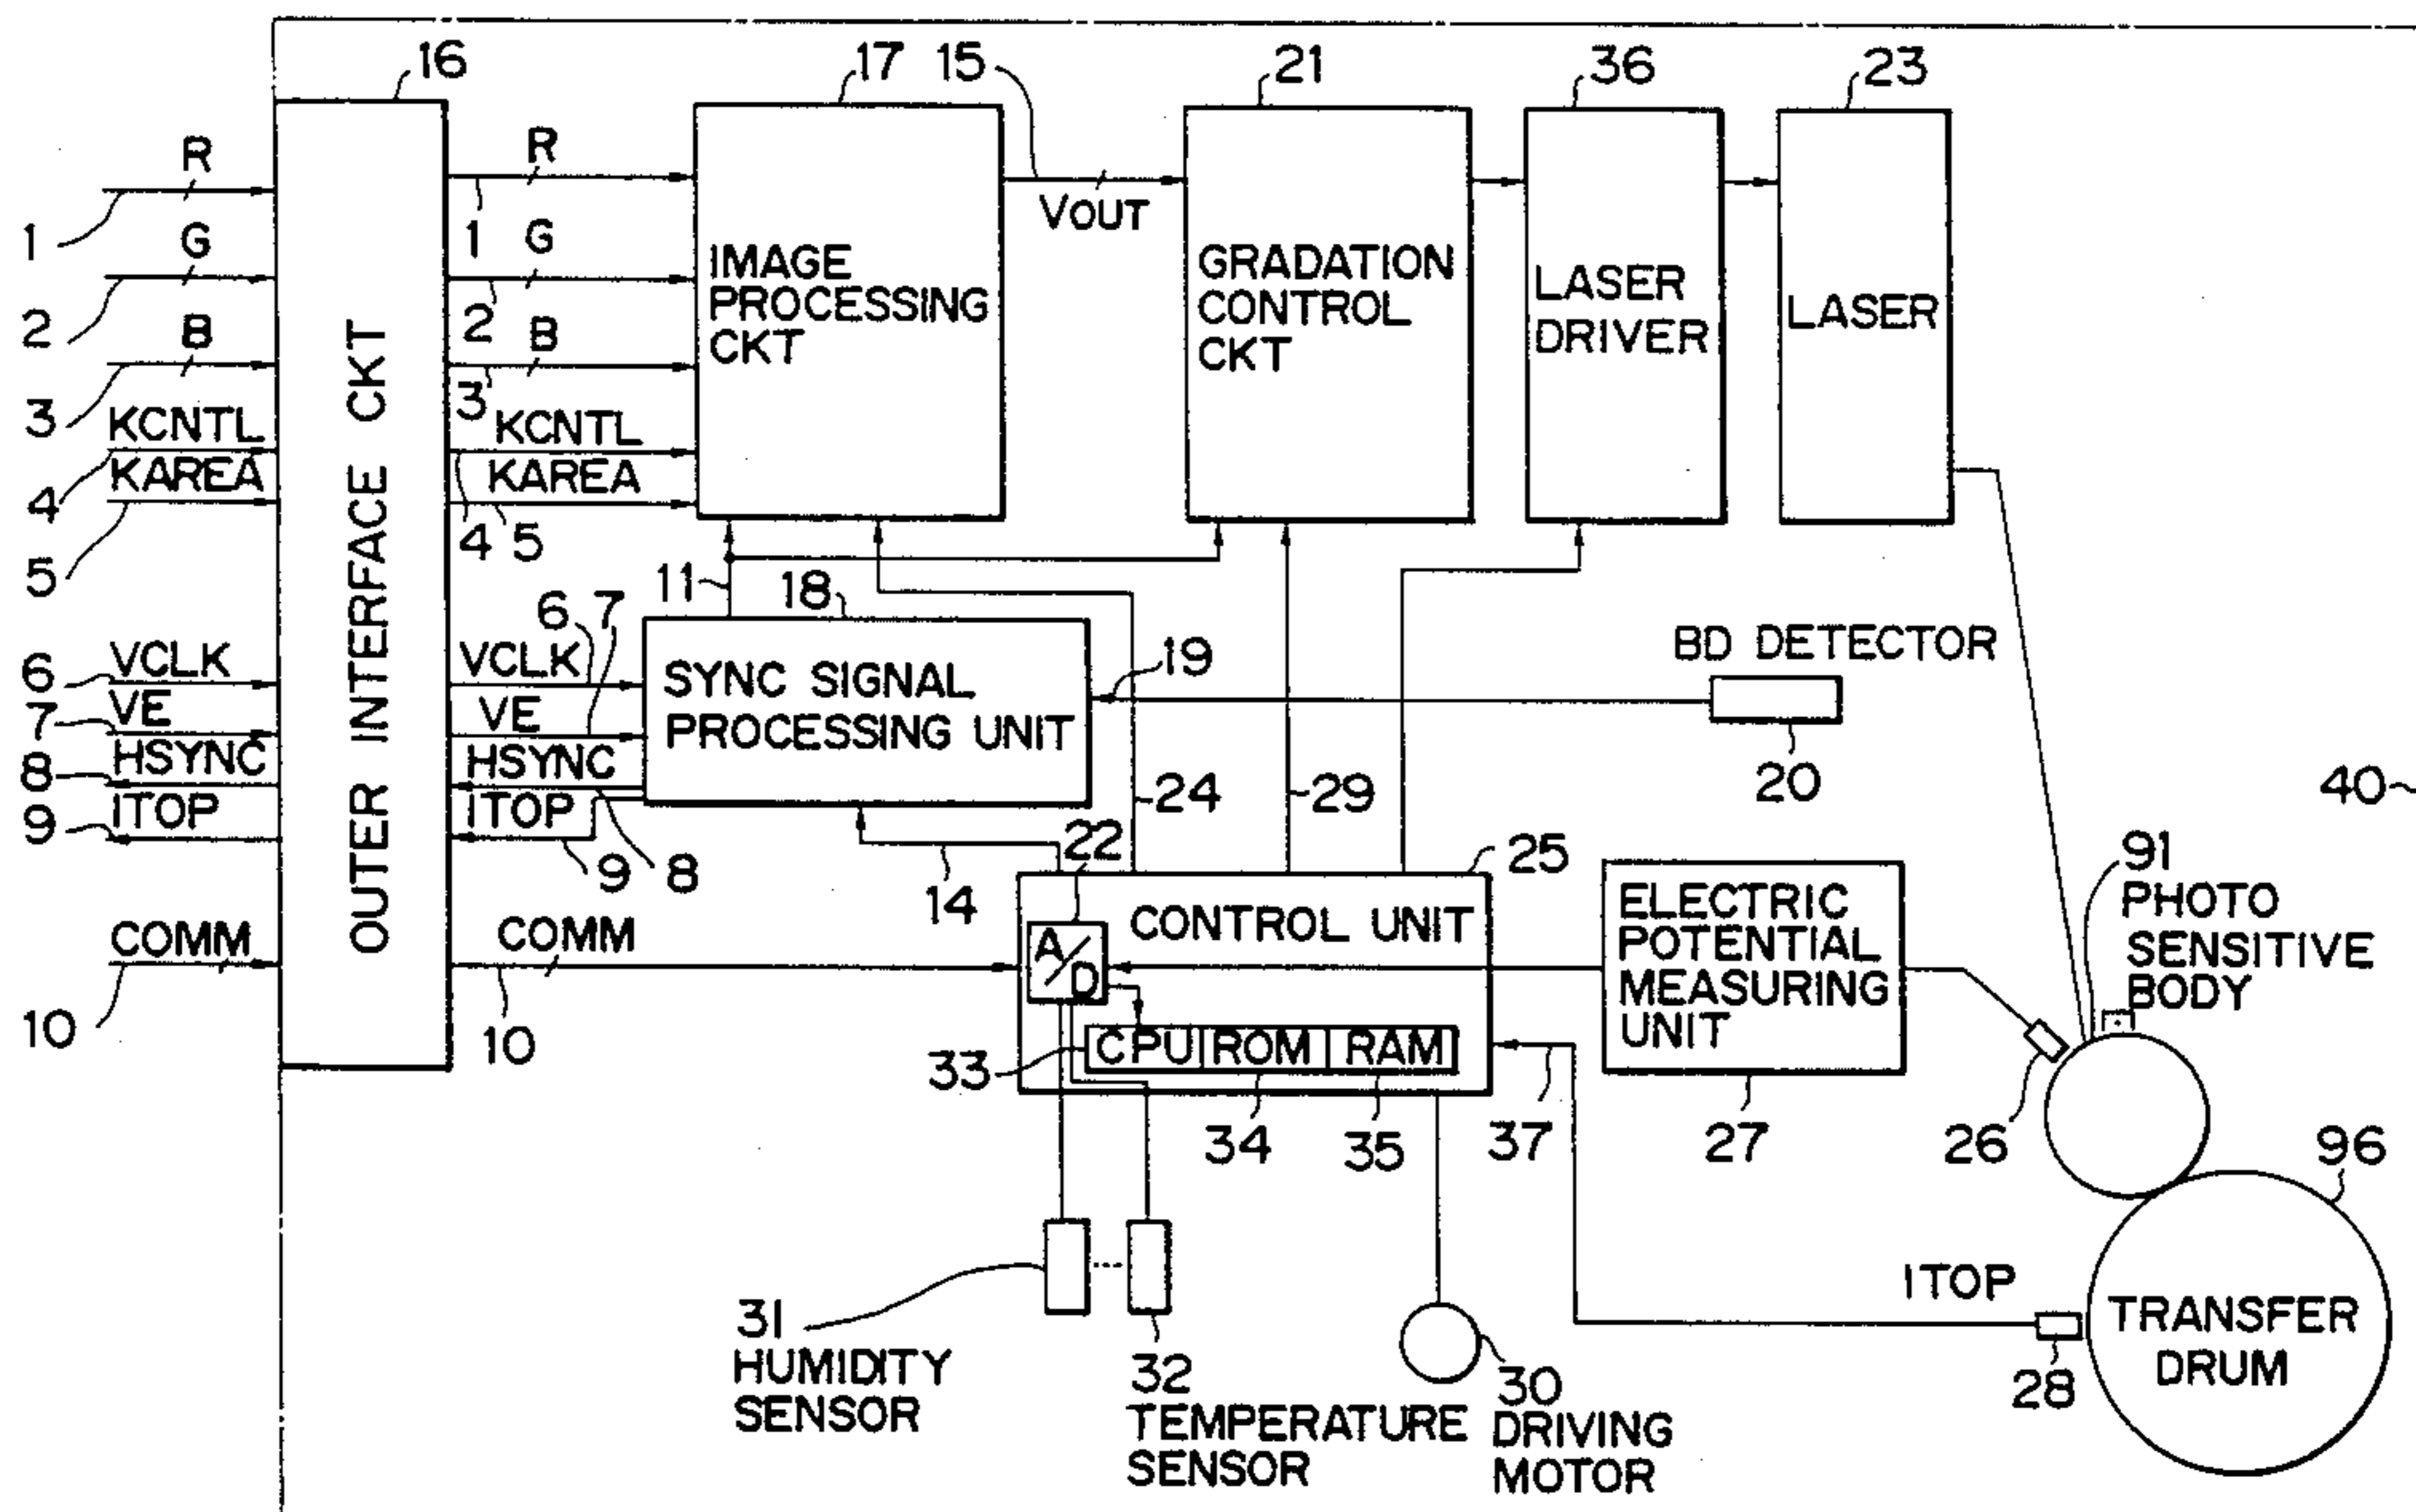 16
17
15
21
36
23
R
1
G
2
B
3
KCNTL
4
KAREA
5
VCLK
6
VE
7
HSYNC
8
ITOP
9
COMM
10
OUTER INTERFACE CKT
R
1
G
2
B
3
KCNTL
KAREA
4
5
IMAGE
PROCESSING
CKT
VOUT
GRADATION
CONTROL
CKT
LASER
DRIVER
LASER
11
18
6
7
VCLK
VE
HSYNC
ITOP
9
8
SYNC SIGNAL
PROCESSING UNIT
19
BD DETECTOR
20
40
24
29
14
22
25
COMM
10
A/D
CONTROL UNIT
33
CPU
ROM
RAM
34
35
37
ELECTRIC
POTENTIAL
MEASURING
UNIT
27
26
91
PHOTO
SENSITIVE
BODY
96
ITOP
28
TRANSFER
DRUM
31
HUMIDITY
SENSOR
32
TEMPERATURE
SENSOR
30
DRIVING
MOTOR